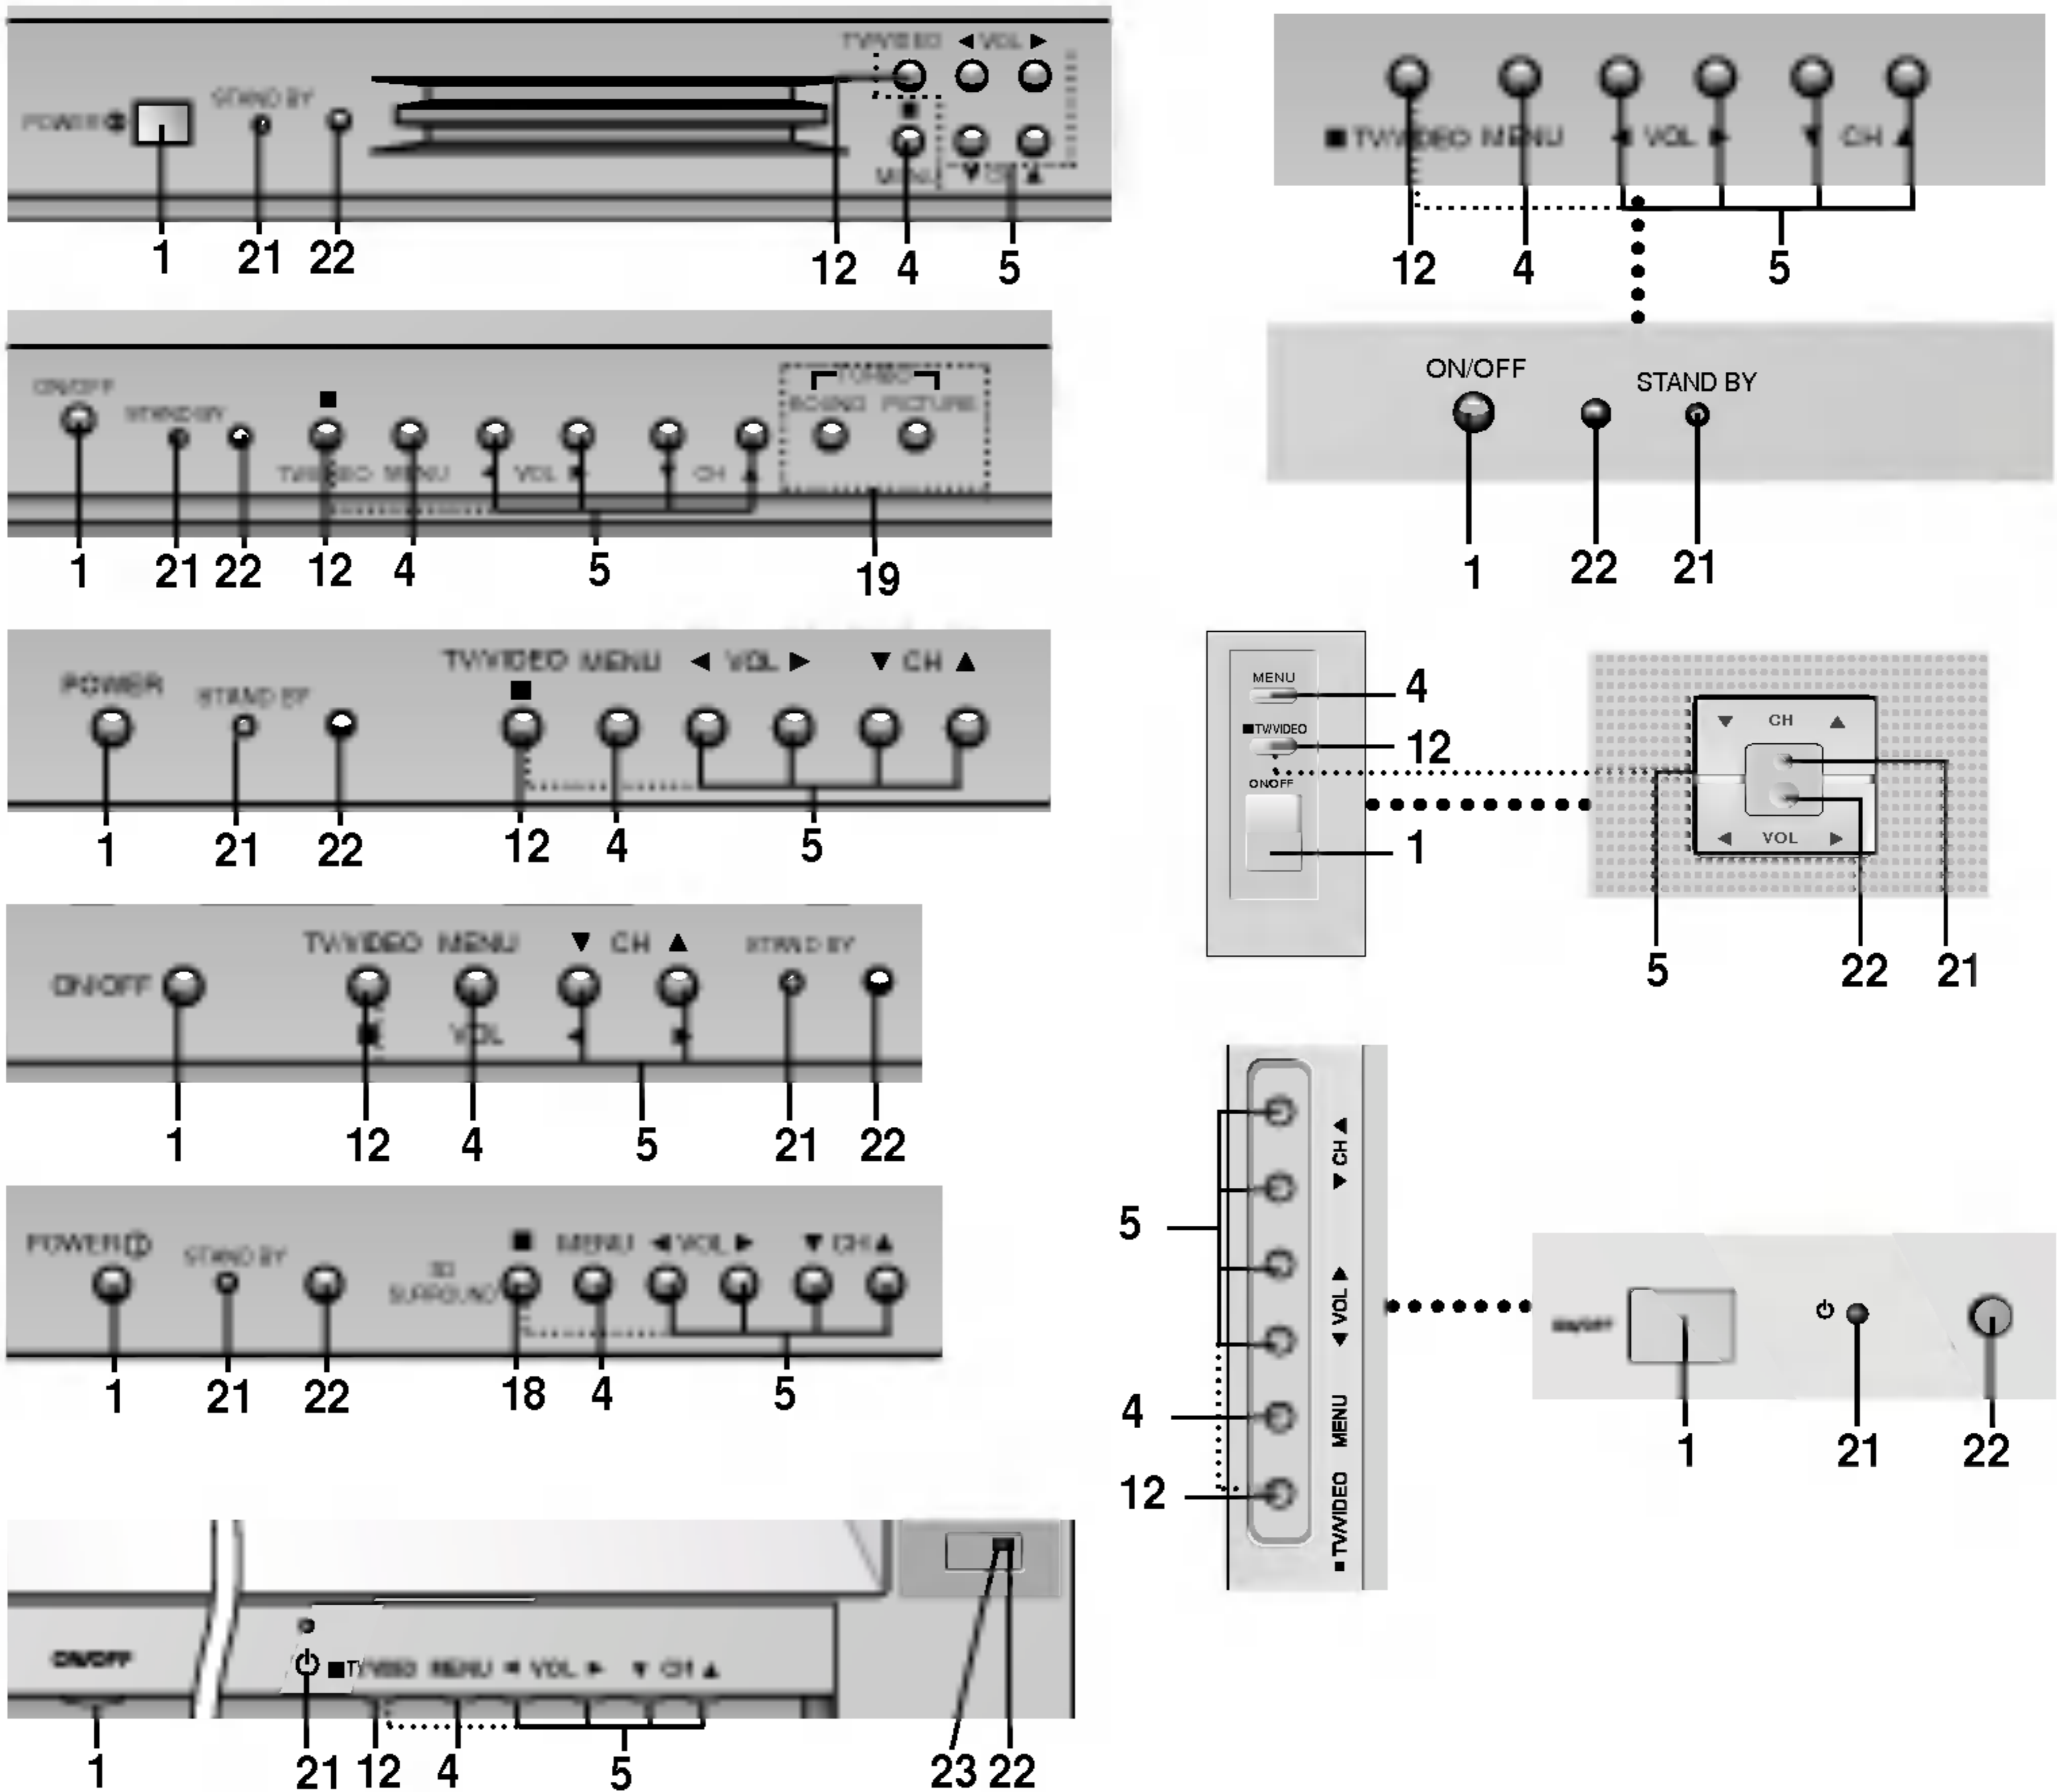 TV/VIDEO ◀ VOL ▶
POWER
STAND BY
■
MENU ▼ CH ▲
1 21 22 12 4 5
ON/OFF
STAND BY
■
TURBO
SOUND PICTURE
TV/VIDEO MENU ◀ VOL ▶ ▼ CH ▲
1 21 22 12 4 5 19
TV/VIDEO MENU ◀ VOL ▶ ▼ CH ▲
POWER
STAND BY
■
1 21 22 12 4 5
TV/VIDEO MENU ▼ CH ▲ STAND BY
ON/OFF
■ VOL ◀ ▶
1 12 4 5 21 22
POWER
STAND BY
■ MENU ◀ VOL ▶ ▼ CH ▲
3D
SURROUND
1 21 22 18 4 5
ON/OFF
⏻ ■ TV/VIDEO MENU ◀ VOL ▶ ▼ CH ▲
1 21 12 4 5 23 22
■ TV/VIDEO MENU ◀ VOL ▶ ▼ CH ▲
12 4 5
ON/OFF
STAND BY
1 22 21
MENU
4
■ TV/VIDEO
12
ON/OFF
1
▼ CH ▲
◀ VOL ▶
5 22 21
■ TV/VIDEO MENU ◀ VOL ▶ ▼ CH ▲
5
4
12
ON/OFF
⏻
1 21 22